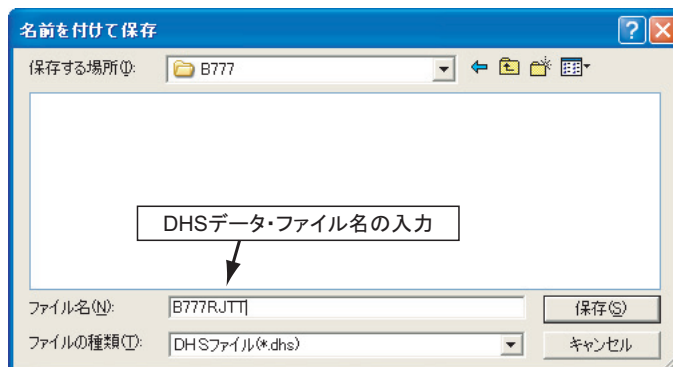 名前を付けて保存
保存する場所(I): B777
DHSデータ・ファイル名の入力
ファイル名(N): B777RJTT 保存(S)
ファイルの種類(T): DHSファイル(*.dhs) キャンセル